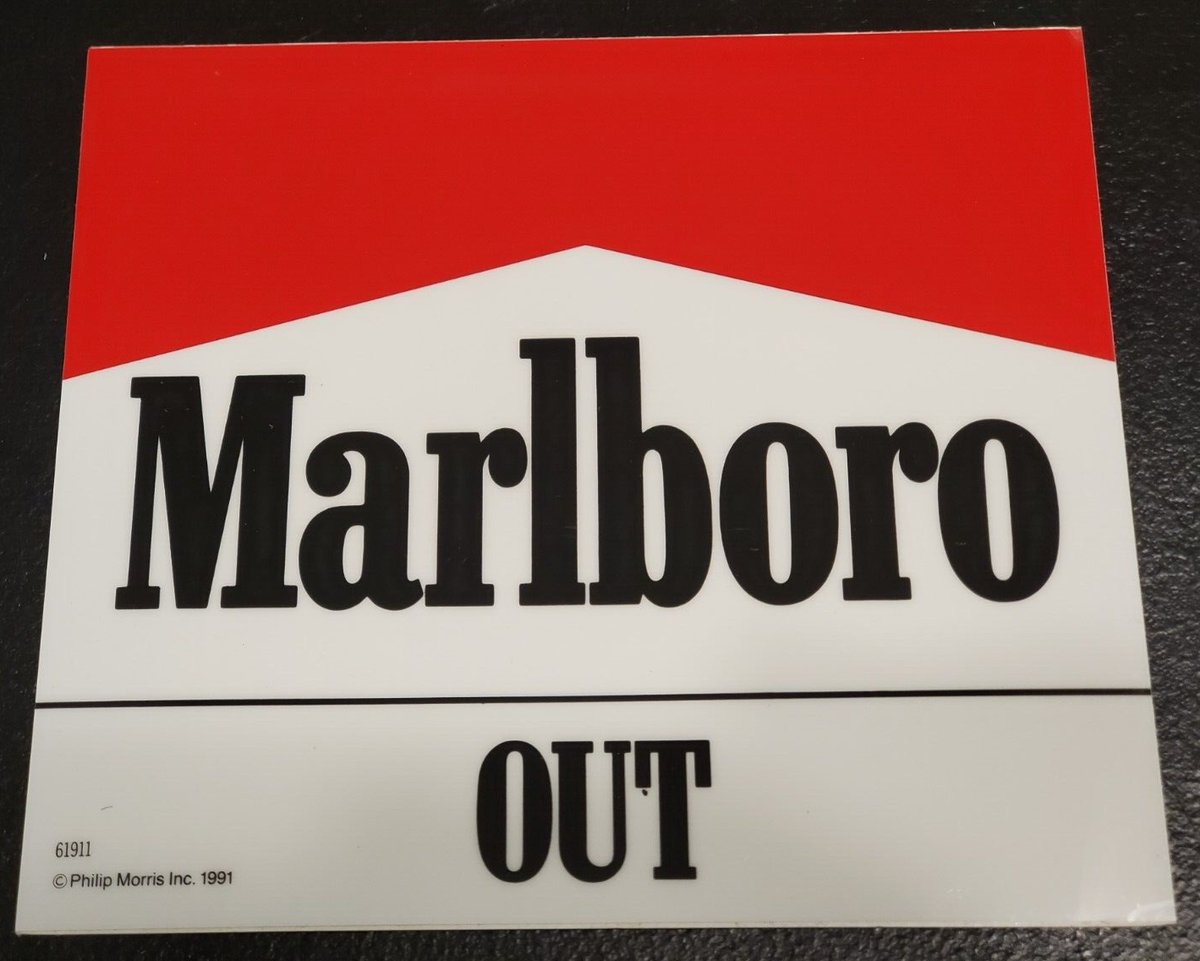 Marlboro
OUT
61911
© Philip Morris Inc. 1991